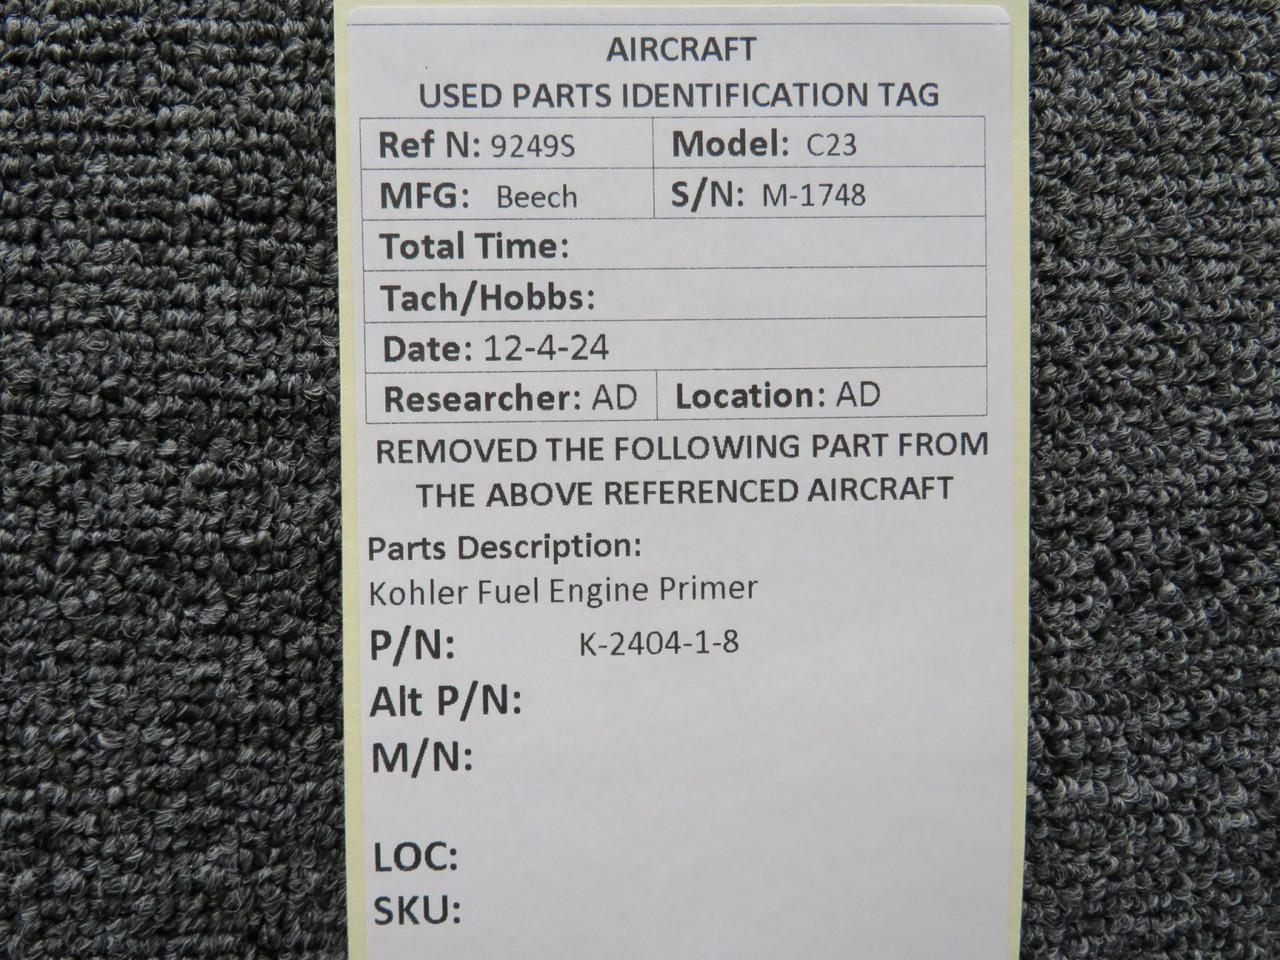 AIRCRAFT
USED PARTS IDENTIFICATION TAG
Ref N: 9249S Model: C23
MFG: Beech S/N: M-1748
Total Time:
Tach/Hobbs:
Date: 12-4-24
Researcher: AD Location: AD
REMOVED THE FOLLOWING PART FROM
THE ABOVE REFERENCED AIRCRAFT
Parts Description:
Kohler Fuel Engine Primer
P/N: K-2404-1-8
Alt P/N:
M/N:
LOC:
SKU: